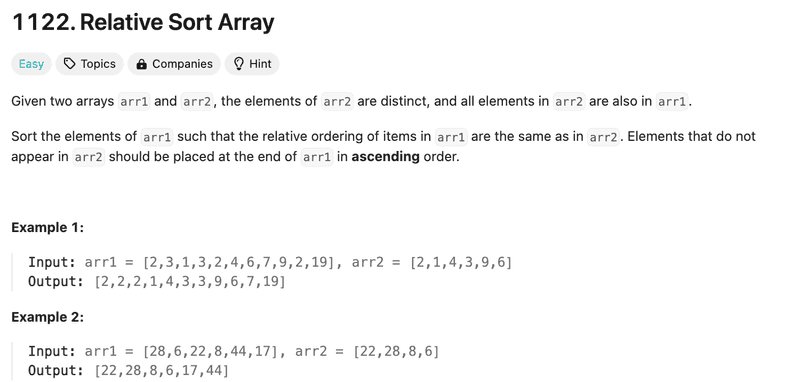 1122. Relative Sort Array
Easy Topics Companies Hint
Given two arrays arr1 and arr2, the elements of arr2 are distinct, and all elements in arr2 are also in arr1.
Sort the elements of arr1 such that the relative ordering of items in arr1 are the same as in arr2. Elements that do not
appear in arr2 should be placed at the end of arr1 in ascending order.
Example 1:
Input: arr1 = [2,3,1,3,2,4,6,7,9,2,19], arr2 = [2,1,4,3,9,6]
Output: [2,2,2,1,4,3,3,9,6,7,19]
Example 2:
Input: arr1 = [28,6,22,8,44,17], arr2 = [22,28,8,6]
Output: [22,28,8,6,17,44]